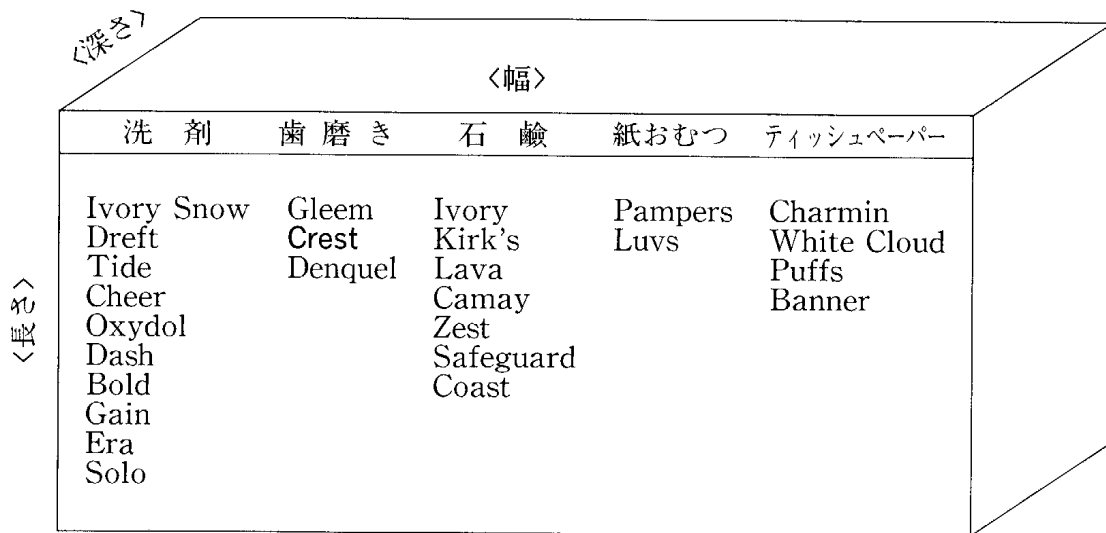 〈深さ〉
〈幅〉
洗剤 歯磨き 石鹸 紙おむつ ティッシュペーパー
〈長さ〉
Ivory Snow Gleem Ivory Pampers Charmin
Dreft Crest Kirk's Luvs White Cloud
Tide Denquel Lava Puffs
Cheer Camay Banner
Oxydol Zest
Dash Safeguard
Bold Coast
Gain
Era
Solo